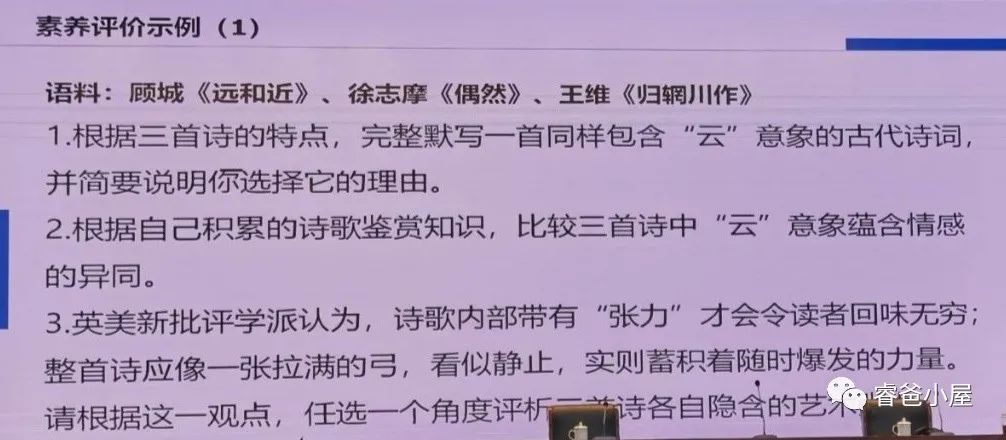 素养评价示例（1）
语料：顾城《远和近》、徐志摩《偶然》、王维《归辋川作》
1.根据三首诗的特点，完整默写一首同样包含“云”意象的古代诗词，
并简要说明你选择它的理由。
2.根据自己积累的诗歌鉴赏知识，比较三首诗中“云”意象蕴含情感
的异同。
3.英美新批评学派认为，诗歌内部带有“张力”才会令读者回味无穷；
整首诗应像一张拉满的弓，看似静止，实则蓄积着随时爆发的力量。
请根据这一观点，任选一个角度评析三首诗各自隐含的艺术
睿爸小屋